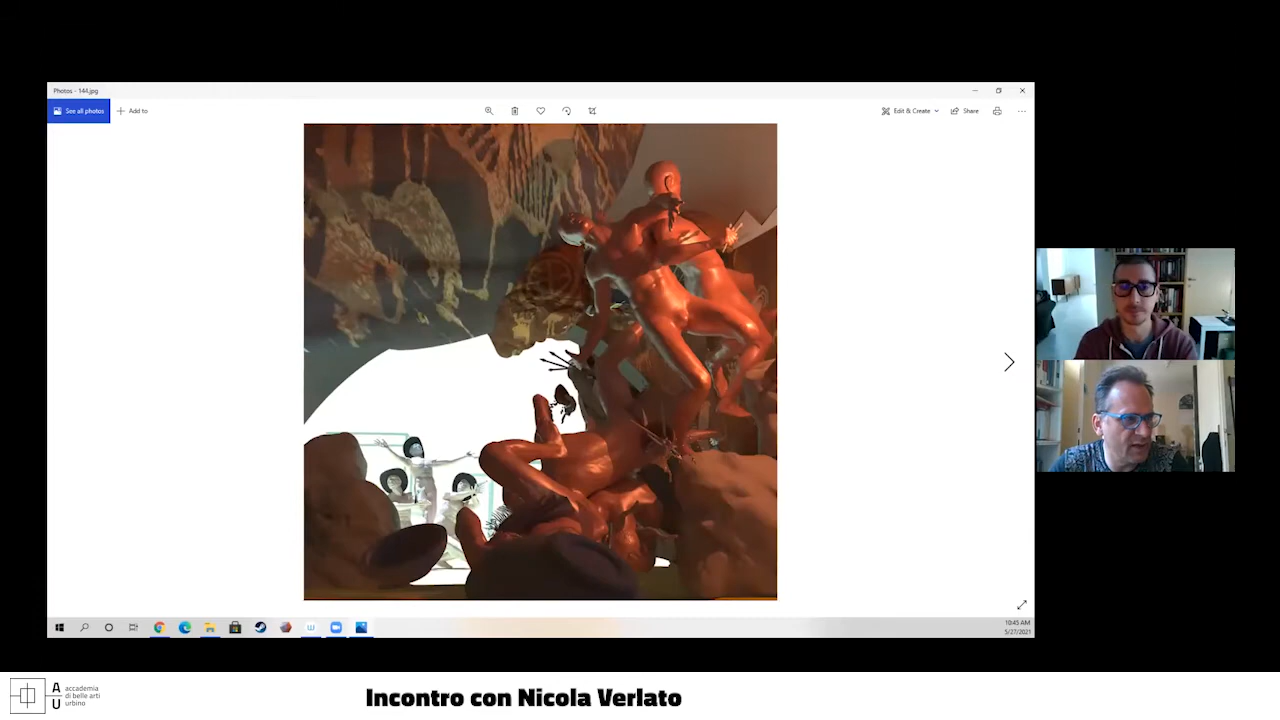 Photos - 144.jpg
See all photos
Add to
Edit & Create
Share
10:45 AM
5/27/2021
A
U
accademia
di belle arti
urbino
Incontro con Nicola Verlato